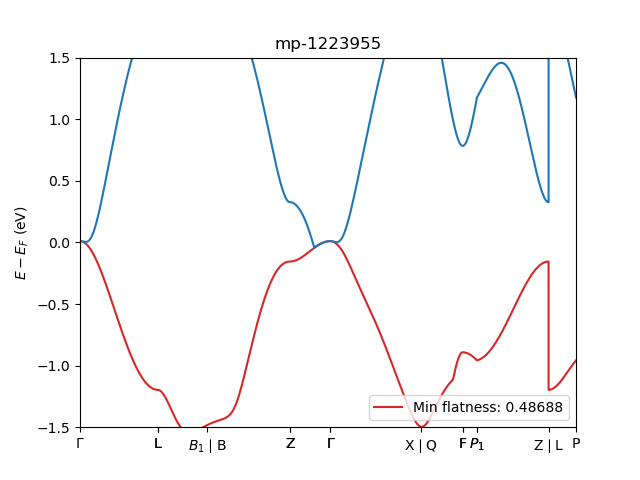 mp-1223955
E − E_F (eV)
1.5
1.0
0.5
0.0
−0.5
−1.0
−1.5
Min flatness: 0.48688
Γ L B₁ | B Z Γ X | Q F P₁ Z | L P